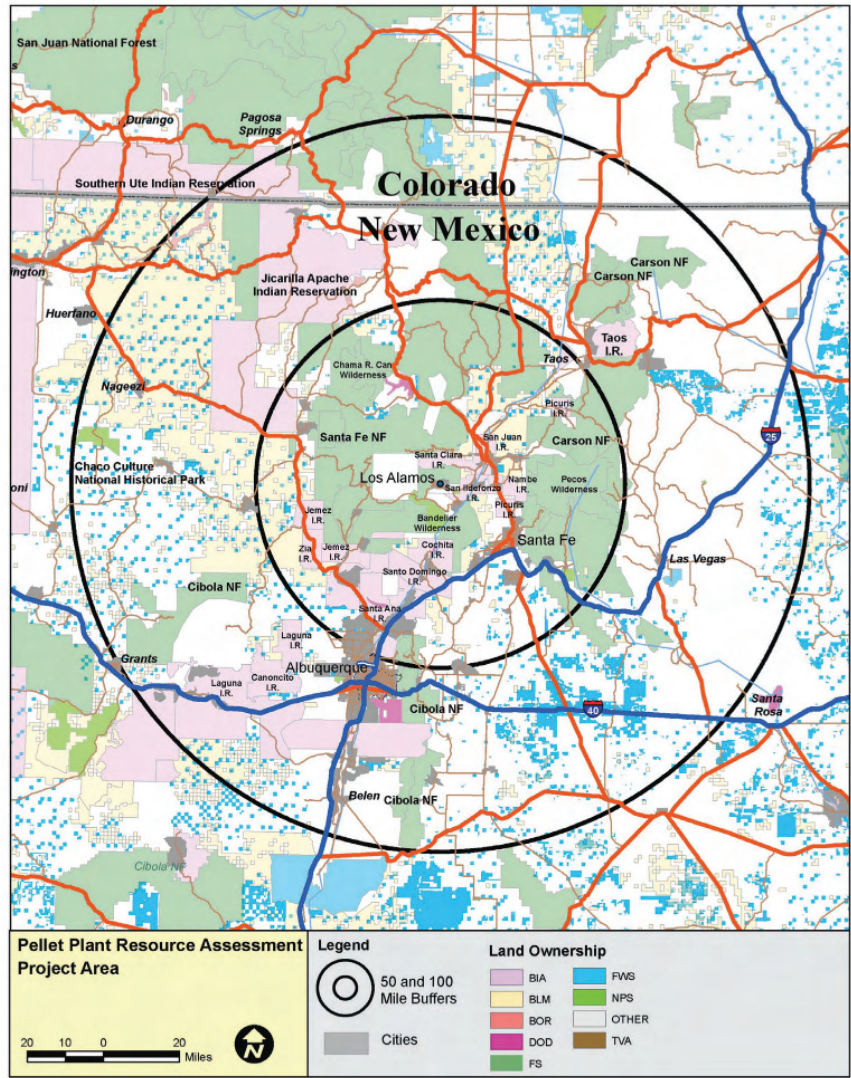 San Juan National Forest
s
Durango
Pagosa
Springs
Southern Ute Indian Reservation
Colorado
New Mexico
ington
Jicarilla Apache
Indian Reservation
Huerfano
Carson NF
Carson NF
Taos
I.R.
Taos
Nageezi
Chama R. Can
Wilderness
Picuris
I.R.
Santa Fe NF
San Juan
I.R.
Carson NF
25
Chaco Culture
National Historical Park
oni
Santa Clara
I.R.
Los Alamos
San Ildefonzo
I.R.
Nambe
I.R.
Pecos
Wilderness
Picuris
I.R.
Jemez
I.R.
Bandelier
Wilderness
Santa Fe
Zia
I.R.
Jemez
I.R.
Cochita
I.R.
Las Vegas
Santo Domingo
I.R.
Cibola NF
Santa Ana
I.R.
Laguna
I.R.
Grants
Albuquerque
Laguna
I.R.
Canoncito
I.R.
Cibola NF
40
Santa
Rosa
Belen
Cibola NF
Cibola NF
Pellet Plant Resource Assessment
Project Area
20 10 0 20
Miles
N
Legend
50 and 100
Mile Buffers
Cities
Land Ownership
BIA
BLM
BOR
DOD
FS
FWS
NPS
OTHER
TVA